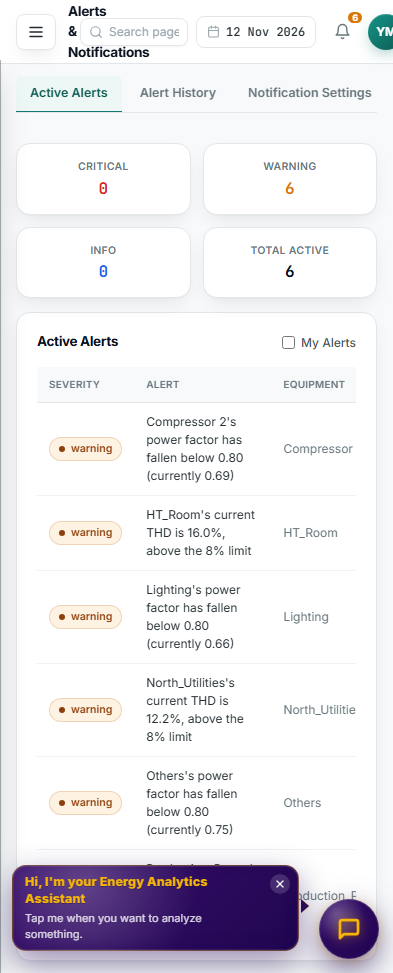 Alerts
& Search page
Notifications
12 Nov 2026
6
YM
Active Alerts Alert History Notification Settings
CRITICAL
0
WARNING
6
INFO
0
TOTAL ACTIVE
6
Active Alerts
My Alerts
SEVERITY ALERT EQUIPMENT
warning
Compressor 2's
power factor has
fallen below 0.80
(currently 0.69)
Compressor
warning
HT_Room's current
THD is 16.0%,
above the 8% limit
HT_Room
warning
Lighting's power
factor has fallen
below 0.80
(currently 0.66)
Lighting
warning
North_Utilities's
current THD is
12.2%, above the
8% limit
North_Utilitie
warning
Others's power
factor has fallen
below 0.80
(currently 0.75)
Others
Hi, I'm your Energy Analytics
Assistant
Tap me when you want to analyze
something.